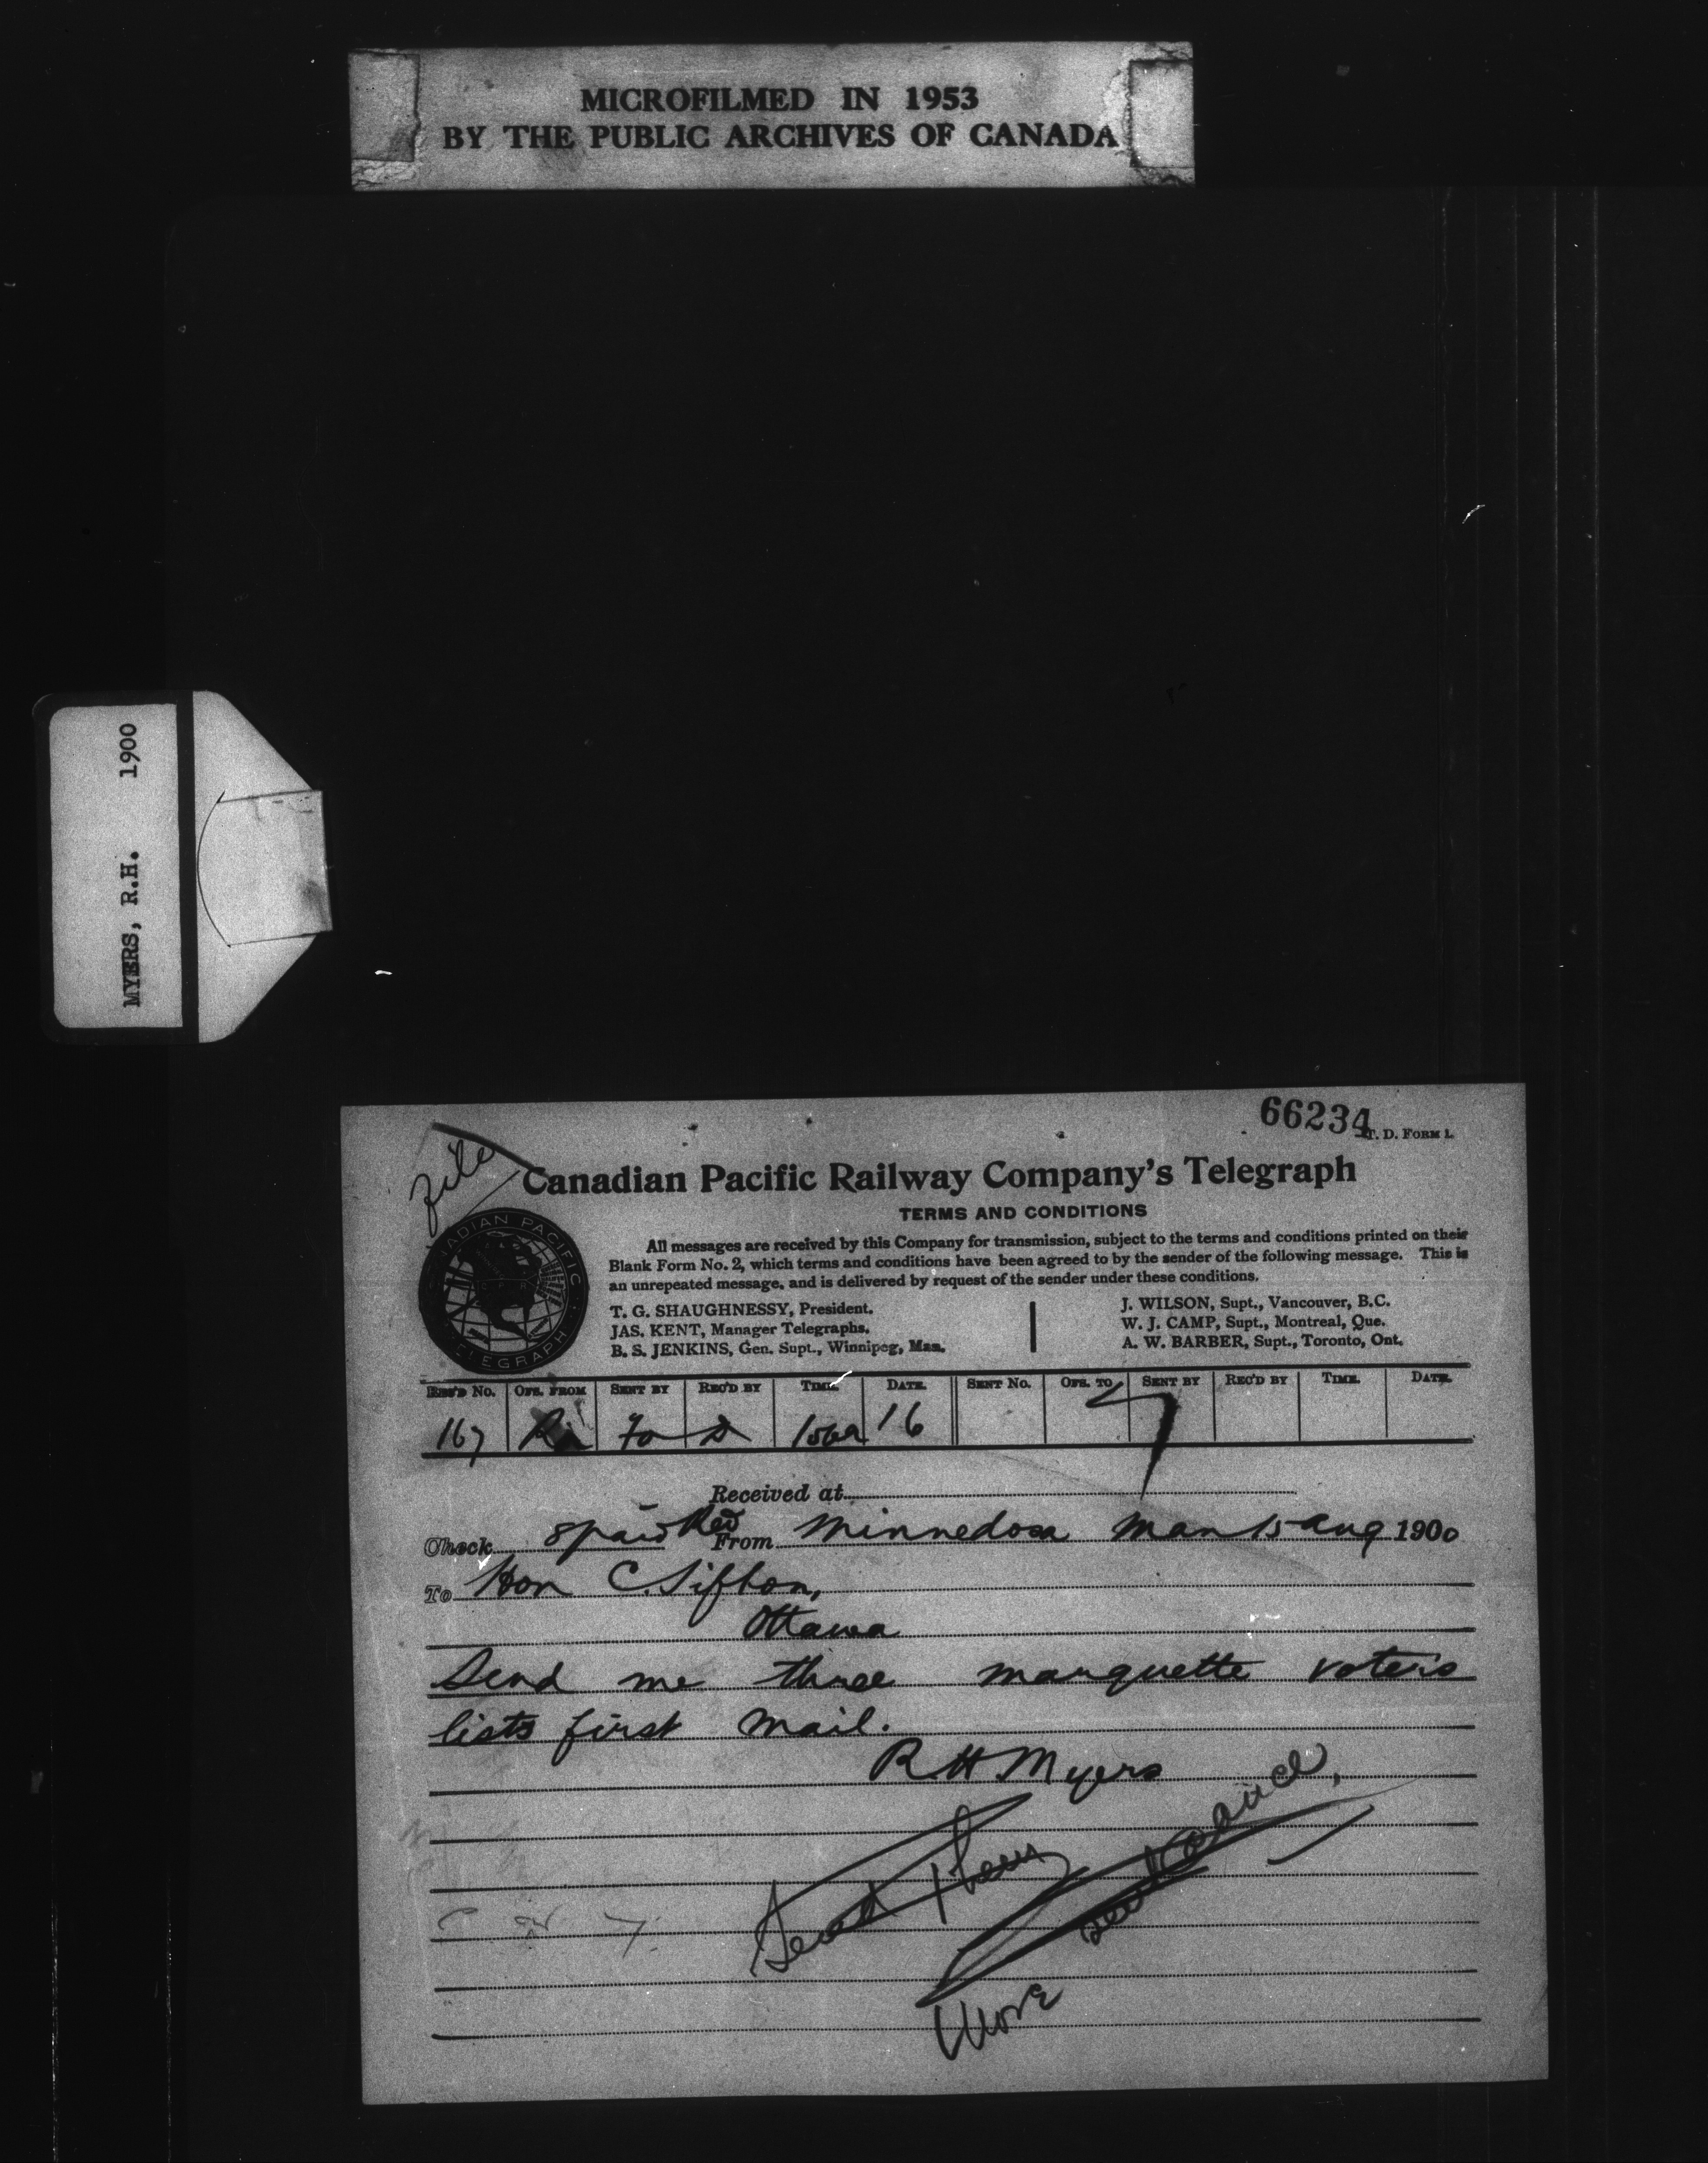 MICROFILMED IN 1953
BY THE PUBLIC ARCHIVES OF CANADA
MYERS, R.H. 1900
66234
T. D. FORM 1.
File
Canadian Pacific Railway Company's Telegraph
TERMS AND CONDITIONS
All messages are received by this Company for transmission, subject to the terms and conditions printed on their
Blank Form No. 2, which terms and conditions have been agreed to by the sender of the following message. This is
an unrepeated message, and is delivered by request of the sender under these conditions.
T. G. SHAUGHNESSY, President.
JAS. KENT, Manager Telegraphs.
B. S. JENKINS, Gen. Supt., Winnipeg, Man.
J. WILSON, Supt., Vancouver, B.C.
W. J. CAMP, Supt., Montreal, Que.
A. W. BARBER, Supt., Toronto, Ont.
CANADIAN PACIFIC TELEGRAPH
REC'D No. OFS. FROM SENT BY REC'D BY TIME. DATE. SENT No. OFS. TO SENT BY REC'D BY TIME. DATE.
167 16
Received at
Check 8 paid From Minnedosa Man 15 Aug 1900
To Hon C. Sifton,
Ottawa
Send me three marquette voters
lists first mail.
R H Myers